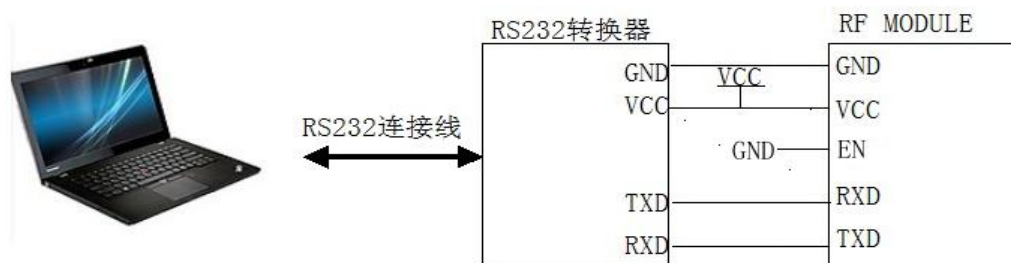 RS232转换器
RF MODULE
RS232连接线
GND
VCC
TXD
RXD
VCC
GND
GND
VCC
EN
RXD
TXD